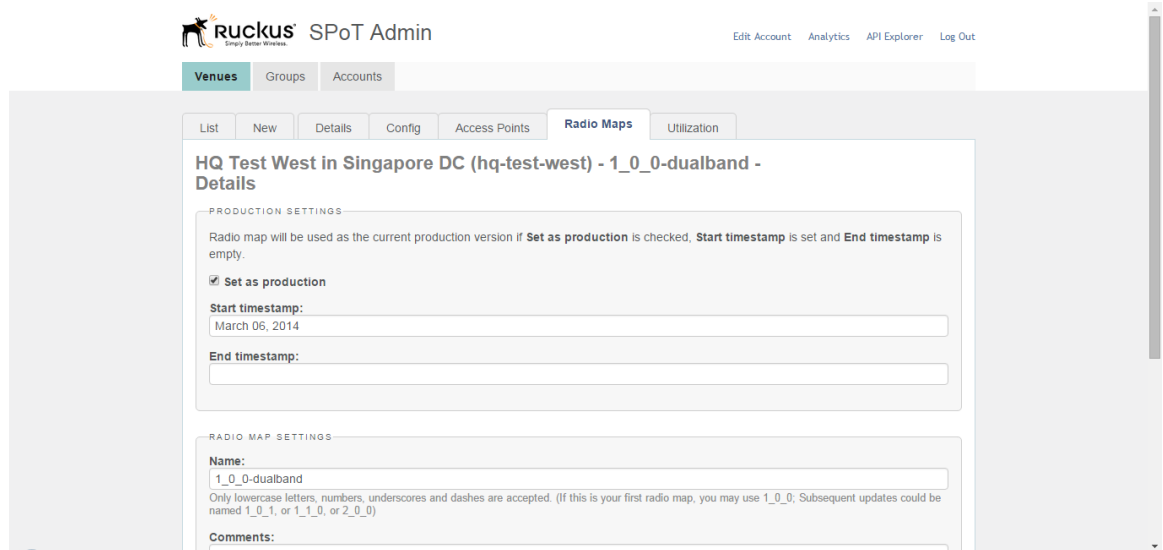 Ruckus SPoT Admin
Simply Better Wireless.
Edit Account Analytics API Explorer Log Out
Venues Groups Accounts
List New Details Config Access Points Radio Maps Utilization
HQ Test West in Singapore DC (hq-test-west) - 1_0_0-dualband -
Details
PRODUCTION SETTINGS
Radio map will be used as the current production version if Set as production is checked, Start timestamp is set and End timestamp is
empty.
Set as production
Start timestamp:
March 06, 2014
End timestamp:
RADIO MAP SETTINGS
Name:
1_0_0-dualband
Only lowercase letters, numbers, underscores and dashes are accepted. (If this is your first radio map, you may use 1_0_0; Subsequent updates could be
named 1_0_1, or 1_1_0, or 2_0_0)
Comments: